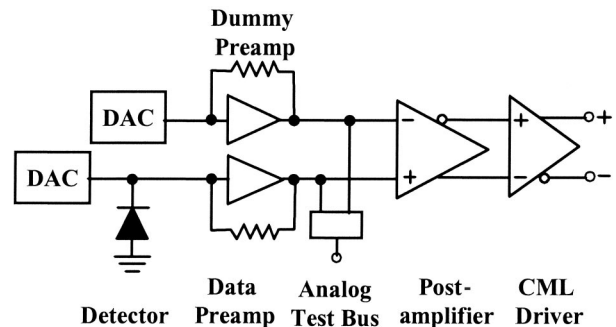 Dummy
Preamp
DAC
DAC
- +
+ -
+
-
Detector
Data
Preamp
Analog
Test Bus
Post-
amplifier
CML
Driver